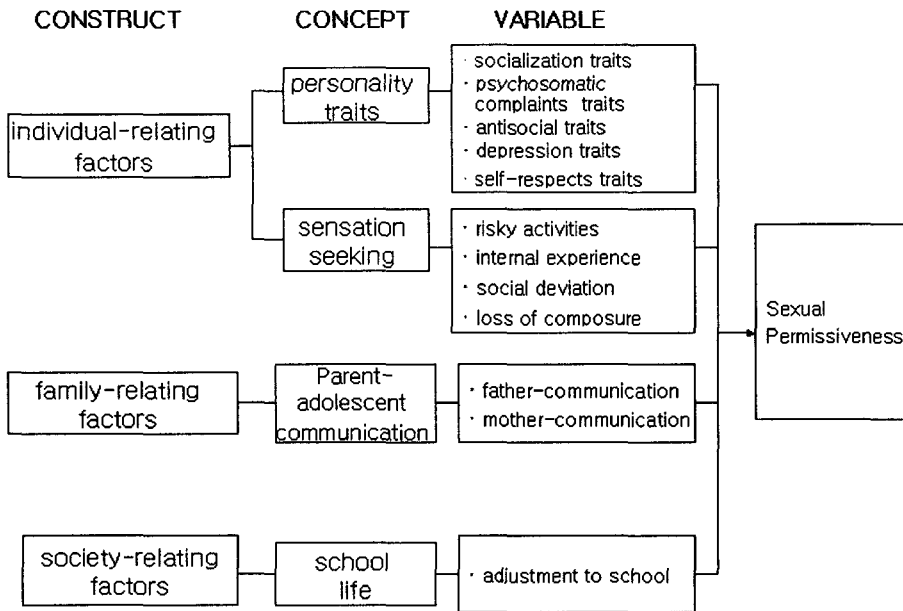 CONSTRUCT CONCEPT VARIABLE
individual-relating
factors
personality
traits
· socialization traits
· psychosomatic
complaints traits
· antisocial traits
· depression traits
· self-respects traits
sensation
seeking
· risky activities
· internal experience
· social deviation
· loss of composure
family-relating
factors
Parent-
adolescent
communication
· father-communication
· mother-communication
society-relating
factors
school
life
· adjustment to school
Sexual
Permissiveness